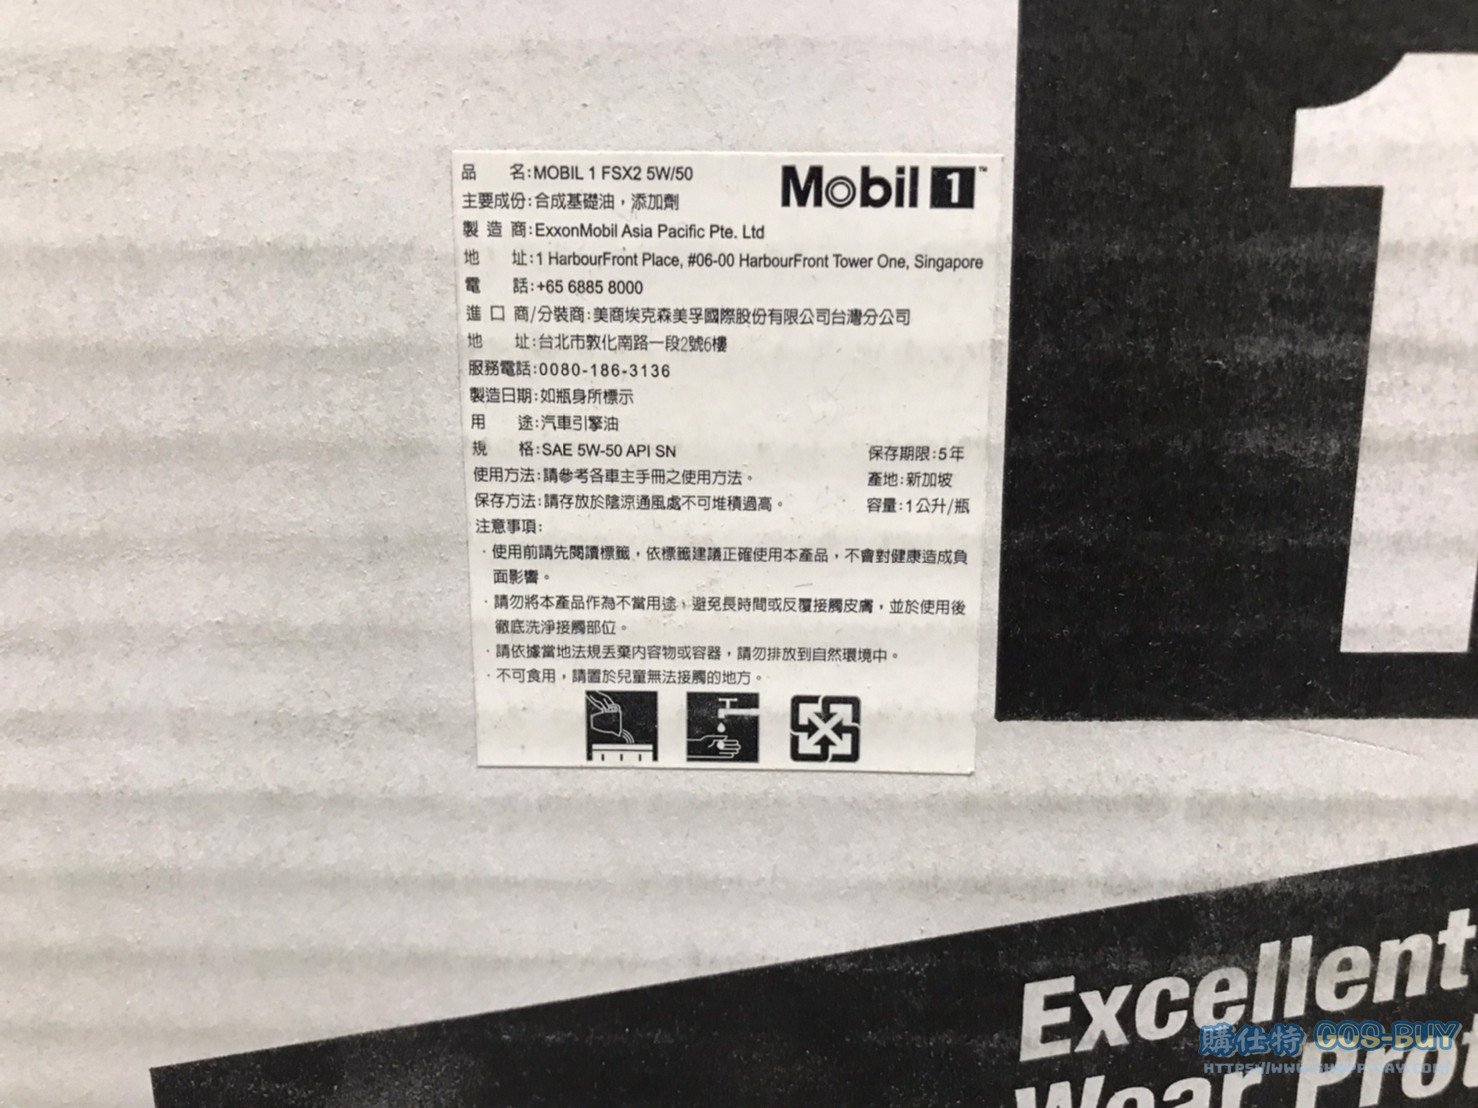 品 名:MOBIL 1 FSX2 5W/50
Mobil 1™
主要成份:合成基礎油，添加劑
製 造 商:ExxonMobil Asia Pacific Pte. Ltd
地 址:1 HarbourFront Place, #06-00 HarbourFront Tower One, Singapore
電 話:+65 6885 8000
進 口 商/分裝商:美商埃克森美孚國際股份有限公司台灣分公司
地 址:台北市敦化南路一段2號6樓
服務電話:0080-186-3136
製造日期:如瓶身所標示
用 途:汽車引擎油
規 格:SAE 5W-50 API SN
保存期限:5年
使用方法:請參考各車主手冊之使用方法。
產地:新加坡
保存方法:請存放於陰涼通風處不可堆積過高。
容量:1公升/瓶
注意事項:
·使用前請先閱讀標籤，依標籤建議正確使用本產品，不會對健康造成負
面影響。
·請勿將本產品作為不當用途，避免長時間或反覆接觸皮膚，並於使用後
徹底洗淨接觸部位。
·請依據當地法規丟棄内容物或容器，請勿排放到自然環境中。
·不可食用，請置於兒童無法接觸的地方。
1
Excellent
Wear Prot
購仕特 GOS-BUY